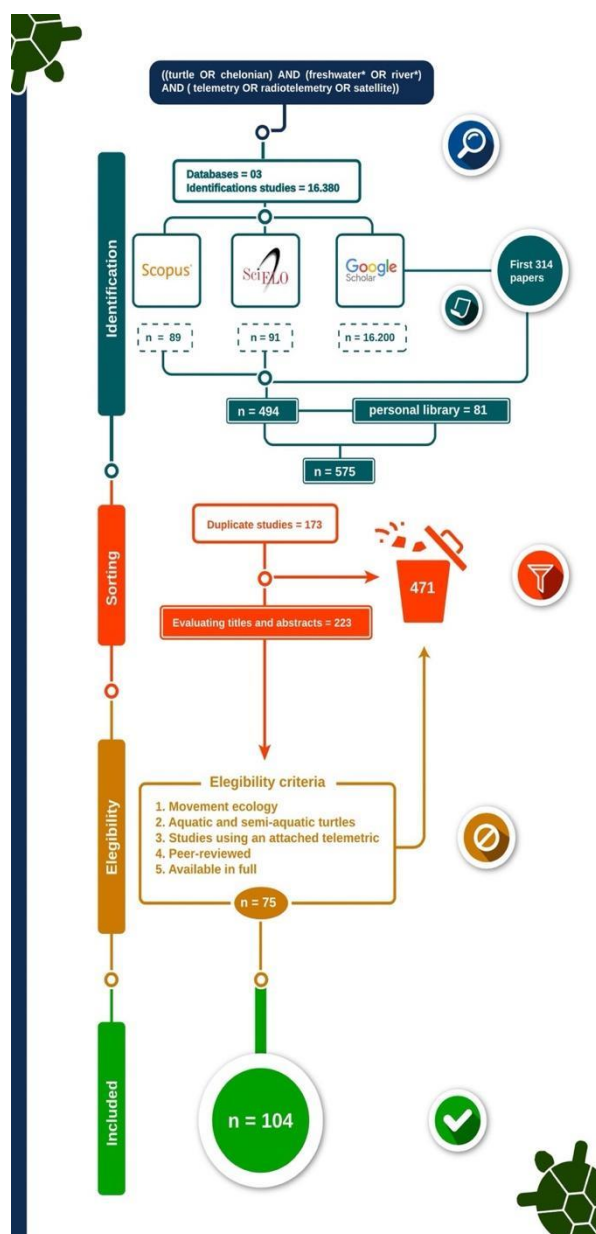 ((turtle OR chelonian) AND (freshwater* OR river*)
AND ( telemetry OR radiotelemetry OR satellite))
Identification
Databases = 03
Identifications studies = 16.380
Scopus
SciELO
Google
Scholar
First 314
papers
n = 89
n = 91
n = 16.200
n = 494
personal library = 81
n = 575
Sorting
Duplicate studies = 173
471
Evaluating titles and abstracts = 223
Elegibility
Elegibility criteria
1. Movement ecology
2. Aquatic and semi-aquatic turtles
3. Studies using an attached telemetric
4. Peer-reviewed
5. Available in full
n = 75
Included
n = 104